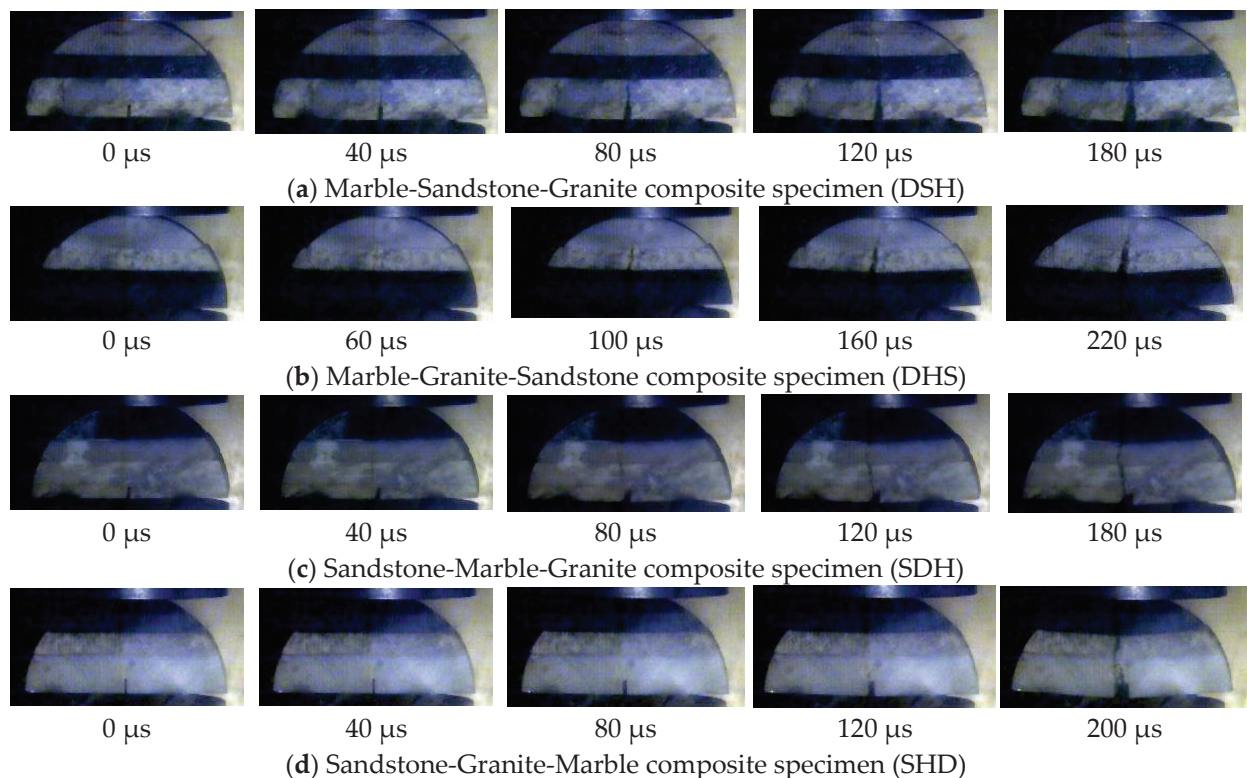 0 μs 40 μs 80 μs 120 μs 180 μs
(a) Marble-Sandstone-Granite composite specimen (DSH)
0 μs 60 μs 100 μs 160 μs 220 μs
(b) Marble-Granite-Sandstone composite specimen (DHS)
0 μs 40 μs 80 μs 120 μs 180 μs
(c) Sandstone-Marble-Granite composite specimen (SDH)
0 μs 40 μs 80 μs 120 μs 200 μs
(d) Sandstone-Granite-Marble composite specimen (SHD)